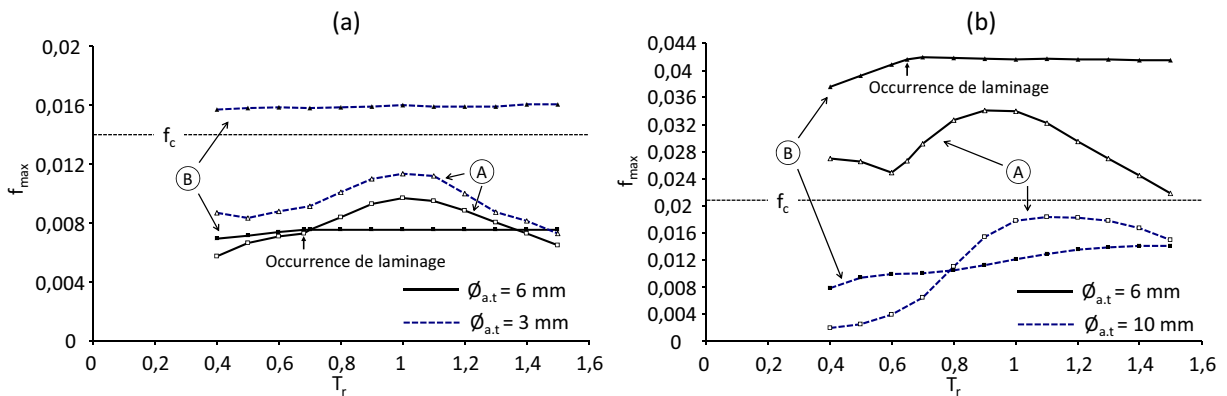 (a)
0,02
0,016
0,012
0,008
0,004
0
f_max
f_c
B
A
Occurrence de laminage
Ø_a.t = 6 mm
Ø_a.t = 3 mm
0 0,2 0,4 0,6 0,8 1 1,2 1,4 1,6
T_r
(b)
0,044
0,04
0,036
0,032
0,028
0,024
0,02
0,016
0,012
0,008
0,004
0
f_max
Occurrence de laminage
B
A
f_c
Ø_a.t = 6 mm
Ø_a.t = 10 mm
0 0,2 0,4 0,6 0,8 1 1,2 1,4 1,6
T_r